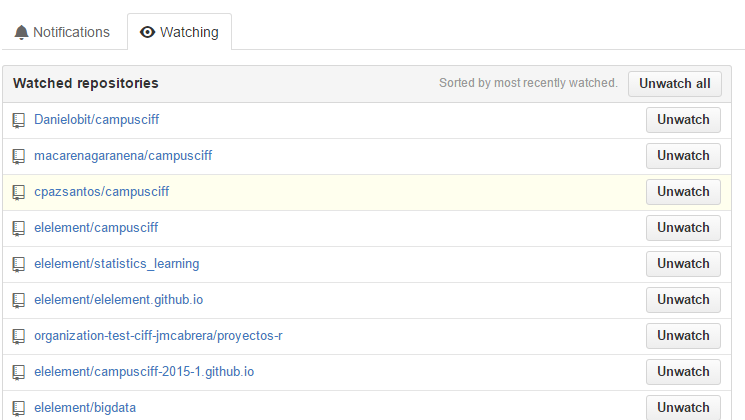 Notifications Watching
Watched repositories Sorted by most recently watched. Unwatch all
Danielobit/campusciff Unwatch
macarenagaranena/campusciff Unwatch
cpazsantos/campusciff Unwatch
elelement/campusciff Unwatch
elelement/statistics_learning Unwatch
elelement/elelement.github.io Unwatch
organization-test-ciff-jmcabrera/proyectos-r Unwatch
elelement/campusciff-2015-1.github.io Unwatch
elelement/bigdata Unwatch